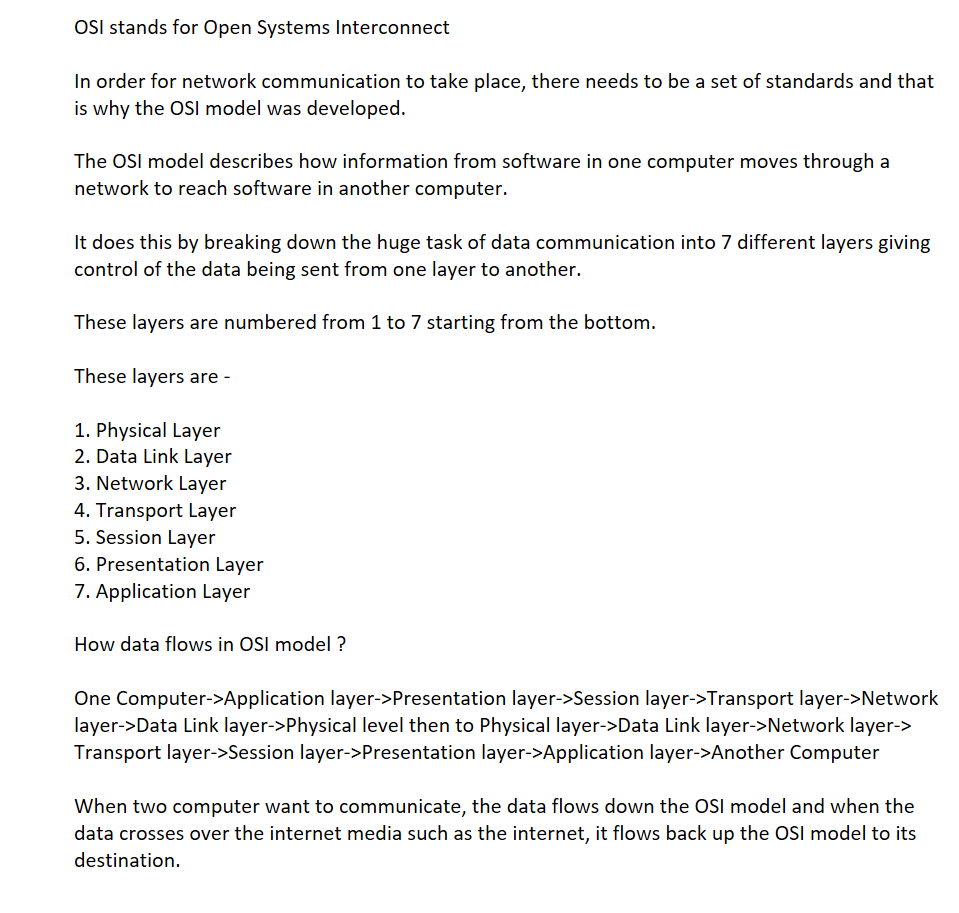 OSI stands for Open Systems Interconnect
In order for network communication to take place, there needs to be a set of standards and that
is why the OSI model was developed.
The OSI model describes how information from software in one computer moves through a
network to reach software in another computer.
It does this by breaking down the huge task of data communication into 7 different layers giving
control of the data being sent from one layer to another.
These layers are numbered from 1 to 7 starting from the bottom.
These layers are -
1. Physical Layer
2. Data Link Layer
3. Network Layer
4. Transport Layer
5. Session Layer
6. Presentation Layer
7. Application Layer
How data flows in OSI model ?
One Computer->Application layer->Presentation layer->Session layer->Transport layer->Network
layer->Data Link layer->Physical level then to Physical layer->Data Link layer->Network layer->
Transport layer->Session layer->Presentation layer->Application layer->Another Computer
When two computer want to communicate, the data flows down the OSI model and when the
data crosses over the internet media such as the internet, it flows back up the OSI model to its
destination.